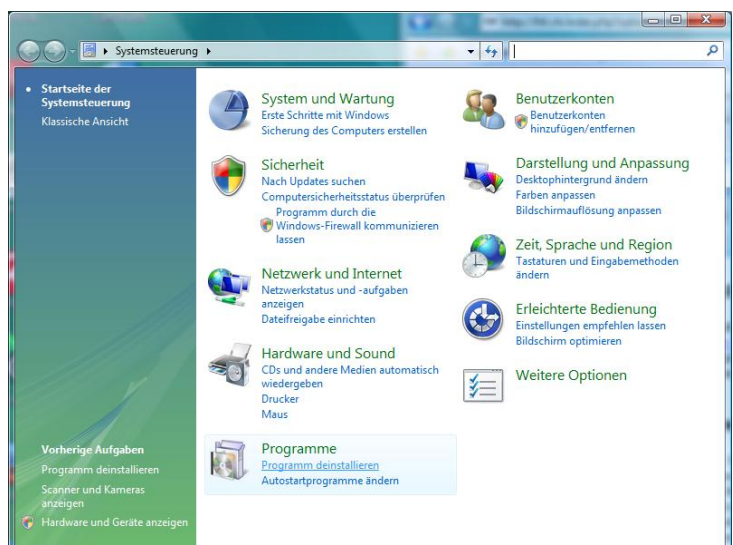 Systemsteuerung
Startseite der
Systemsteuerung
Klassische Ansicht
Vorherige Aufgaben
Programm deinstallieren
Scanner und Kameras
anzeigen
Hardware und Geräte anzeigen
System und Wartung
Erste Schritte mit Windows
Sicherung des Computers erstellen
Sicherheit
Nach Updates suchen
Computersicherheitsstatus überprüfen
Programm durch die
Windows-Firewall kommunizieren
lassen
Netzwerk und Internet
Netzwerkstatus und -aufgaben
anzeigen
Dateifreigabe einrichten
Hardware und Sound
CDs und andere Medien automatisch
wiedergeben
Drucker
Maus
Programme
Programm deinstallieren
Autostartprogramme ändern
Benutzerkonten
Benutzerkonten
hinzufügen/entfernen
Darstellung und Anpassung
Desktophintergrund ändern
Farben anpassen
Bildschirmauflösung anpassen
Zeit, Sprache und Region
Tastaturen und Eingabemethoden
ändern
Erleichterte Bedienung
Einstellungen empfehlen lassen
Bildschirm optimieren
Weitere Optionen